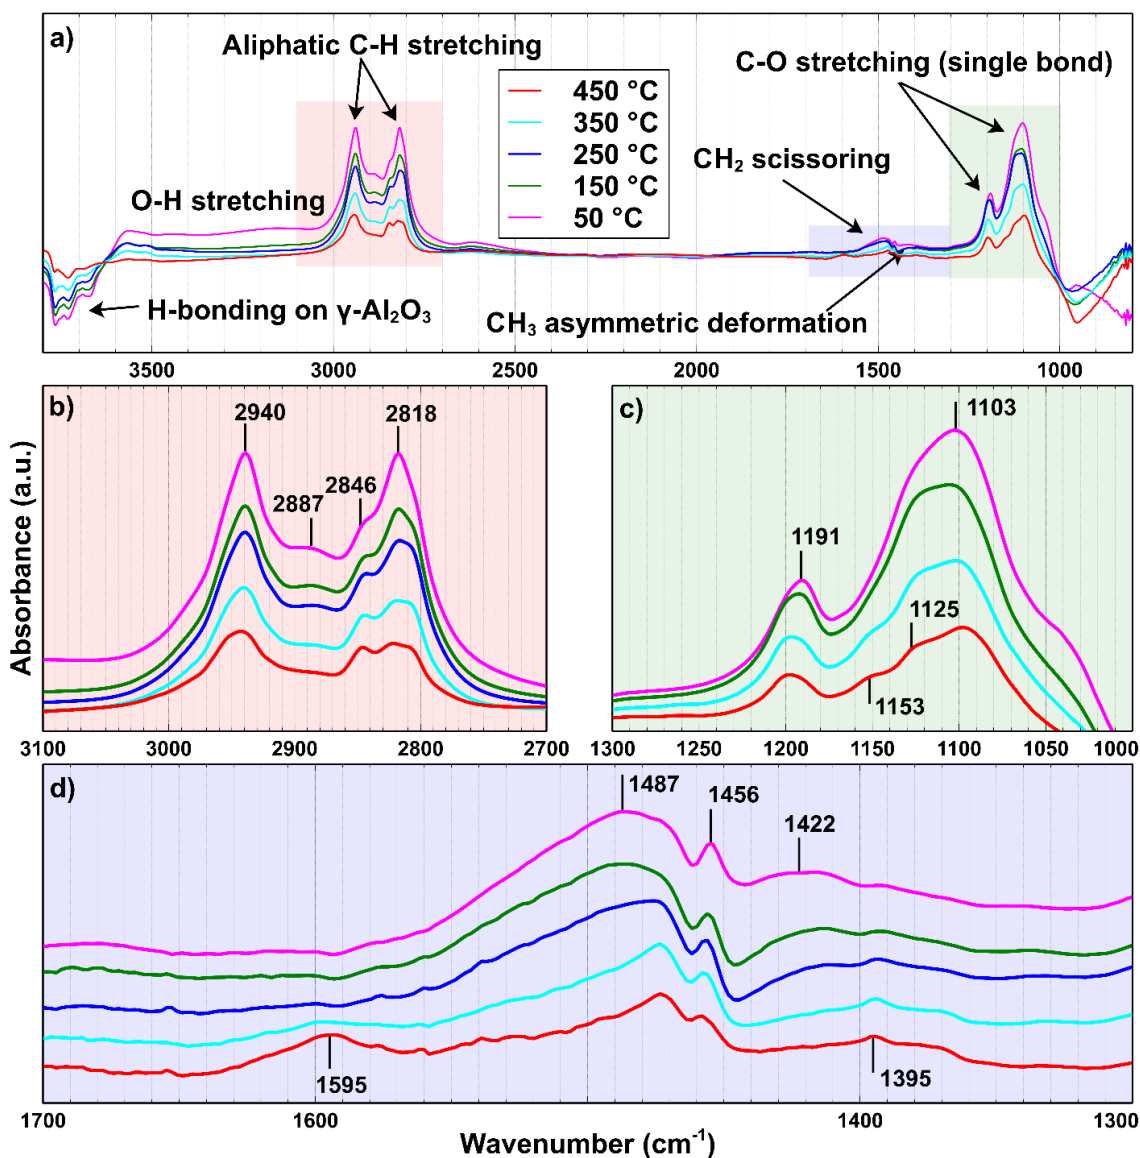 a)
Aliphatic C-H stretching
C-O stretching (single bond)
450 °C
350 °C
250 °C
150 °C
50 °C
CH₂ scissoring
O-H stretching
H-bonding on γ-Al₂O₃
CH₃ asymmetric deformation
3500 3000 2500 2000 1500 1000
b)
2940
2818
2887
2846
3100 3000 2900 2800 2700
c)
1103
1191
1125
1153
1300 1200 1150 1100 1050 1000
Absorbance (a.u.)
d)
1487
1456
1422
1595
1395
1700 1600 1400 1300
Wavenumber (cm⁻¹)